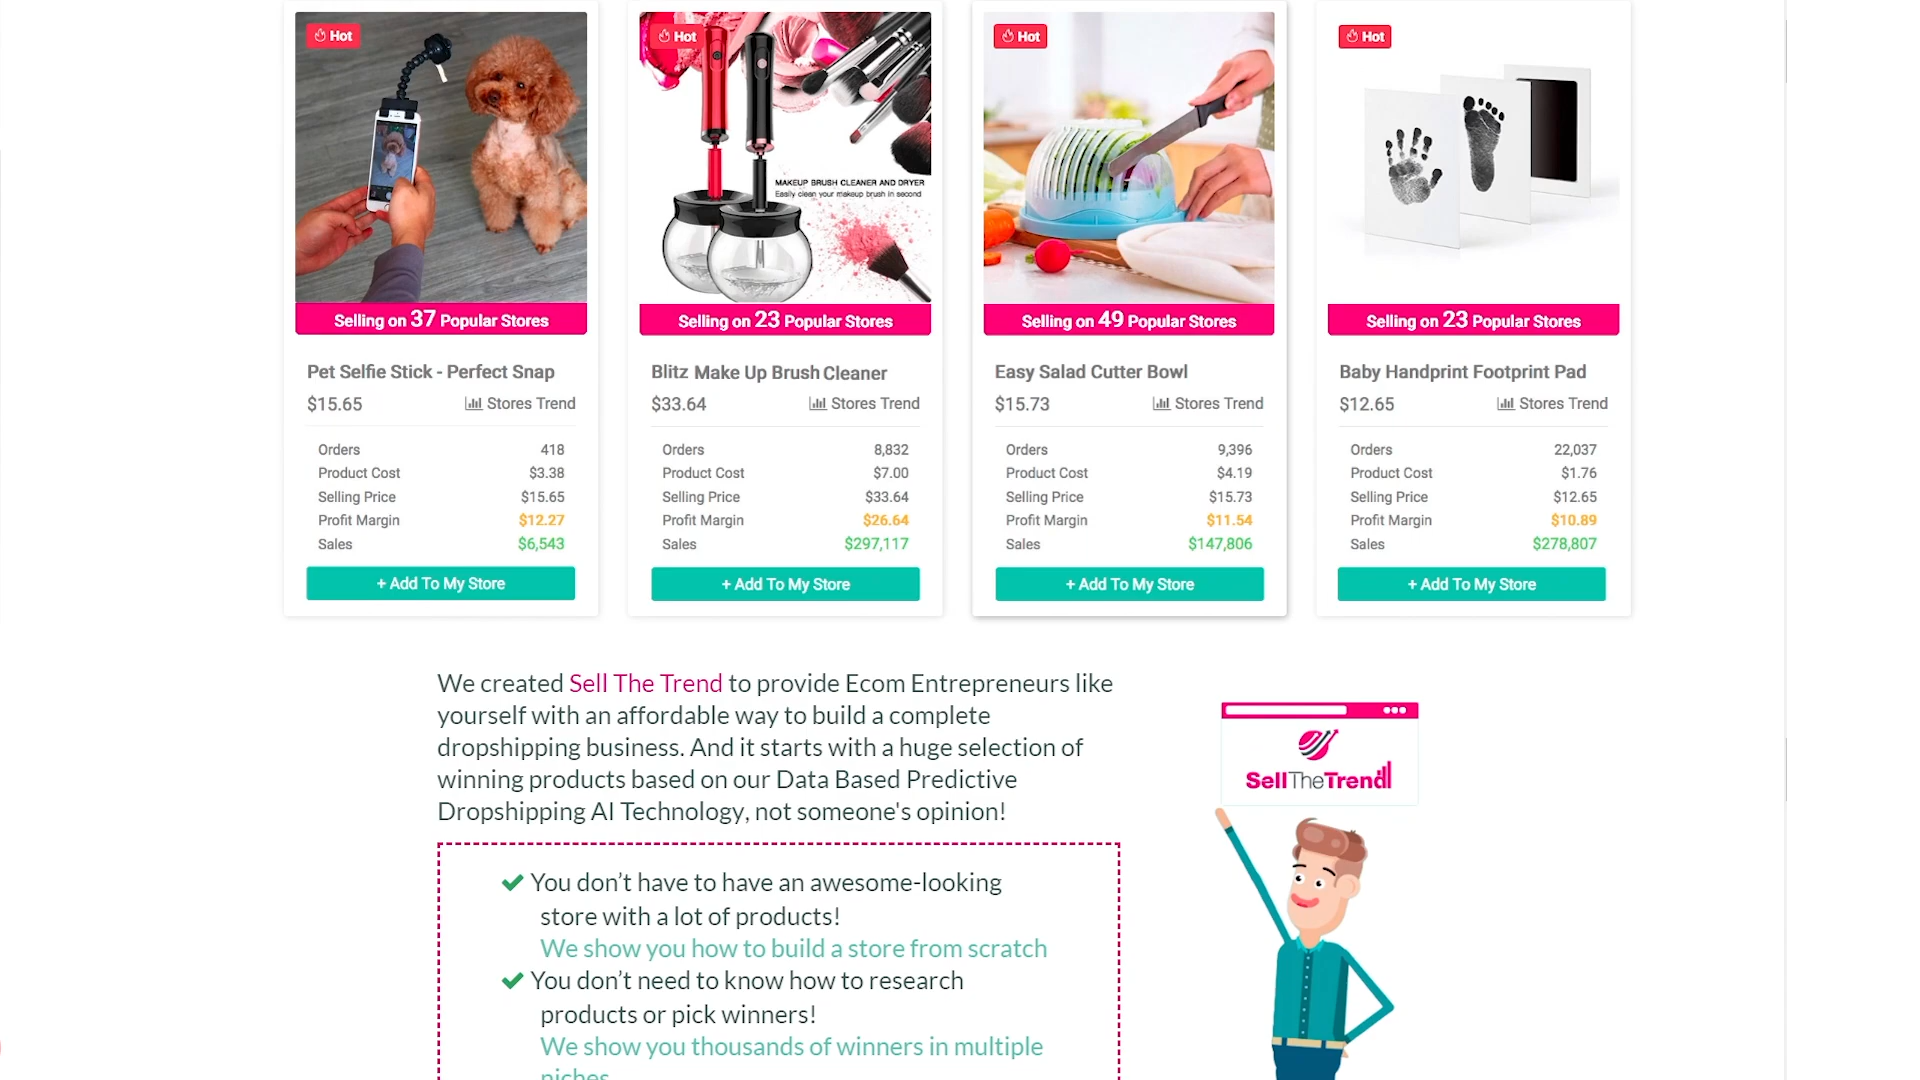 Hot
Hot
Hot
Hot
MAKEUP BRUSH CLEANER AND DRYER
Easily clean your makeup brush in second
Selling on 37 Popular Stores
Selling on 23 Popular Stores
Selling on 49 Popular Stores
Selling on 23 Popular Stores
Pet Selfie Stick - Perfect Snap
$15.65 Stores Trend
Orders 418
Product Cost $3.38
Selling Price $15.65
Profit Margin $12.27
Sales $6,543
+ Add To My Store
Blitz Make Up Brush Cleaner
$33.64 Stores Trend
Orders 8,832
Product Cost $7.00
Selling Price $33.64
Profit Margin $26.64
Sales $297,117
+ Add To My Store
Easy Salad Cutter Bowl
$15.73 Stores Trend
Orders 9,396
Product Cost $4.19
Selling Price $15.73
Profit Margin $11.54
Sales $147,806
+ Add To My Store
Baby Handprint Footprint Pad
$12.65 Stores Trend
Orders 22,037
Product Cost $1.76
Selling Price $12.65
Profit Margin $10.89
Sales $278,807
+ Add To My Store
We created Sell The Trend to provide Ecom Entrepreneurs like
yourself with an affordable way to build a complete
dropshipping business. And it starts with a huge selection of
winning products based on our Data Based Predictive
Dropshipping AI Technology, not someone's opinion!
SellTheTrend
You don’t have to have an awesome-looking
store with a lot of products!
We show you how to build a store from scratch
You don’t need to know how to research
products or pick winners!
We show you thousands of winners in multiple
niches